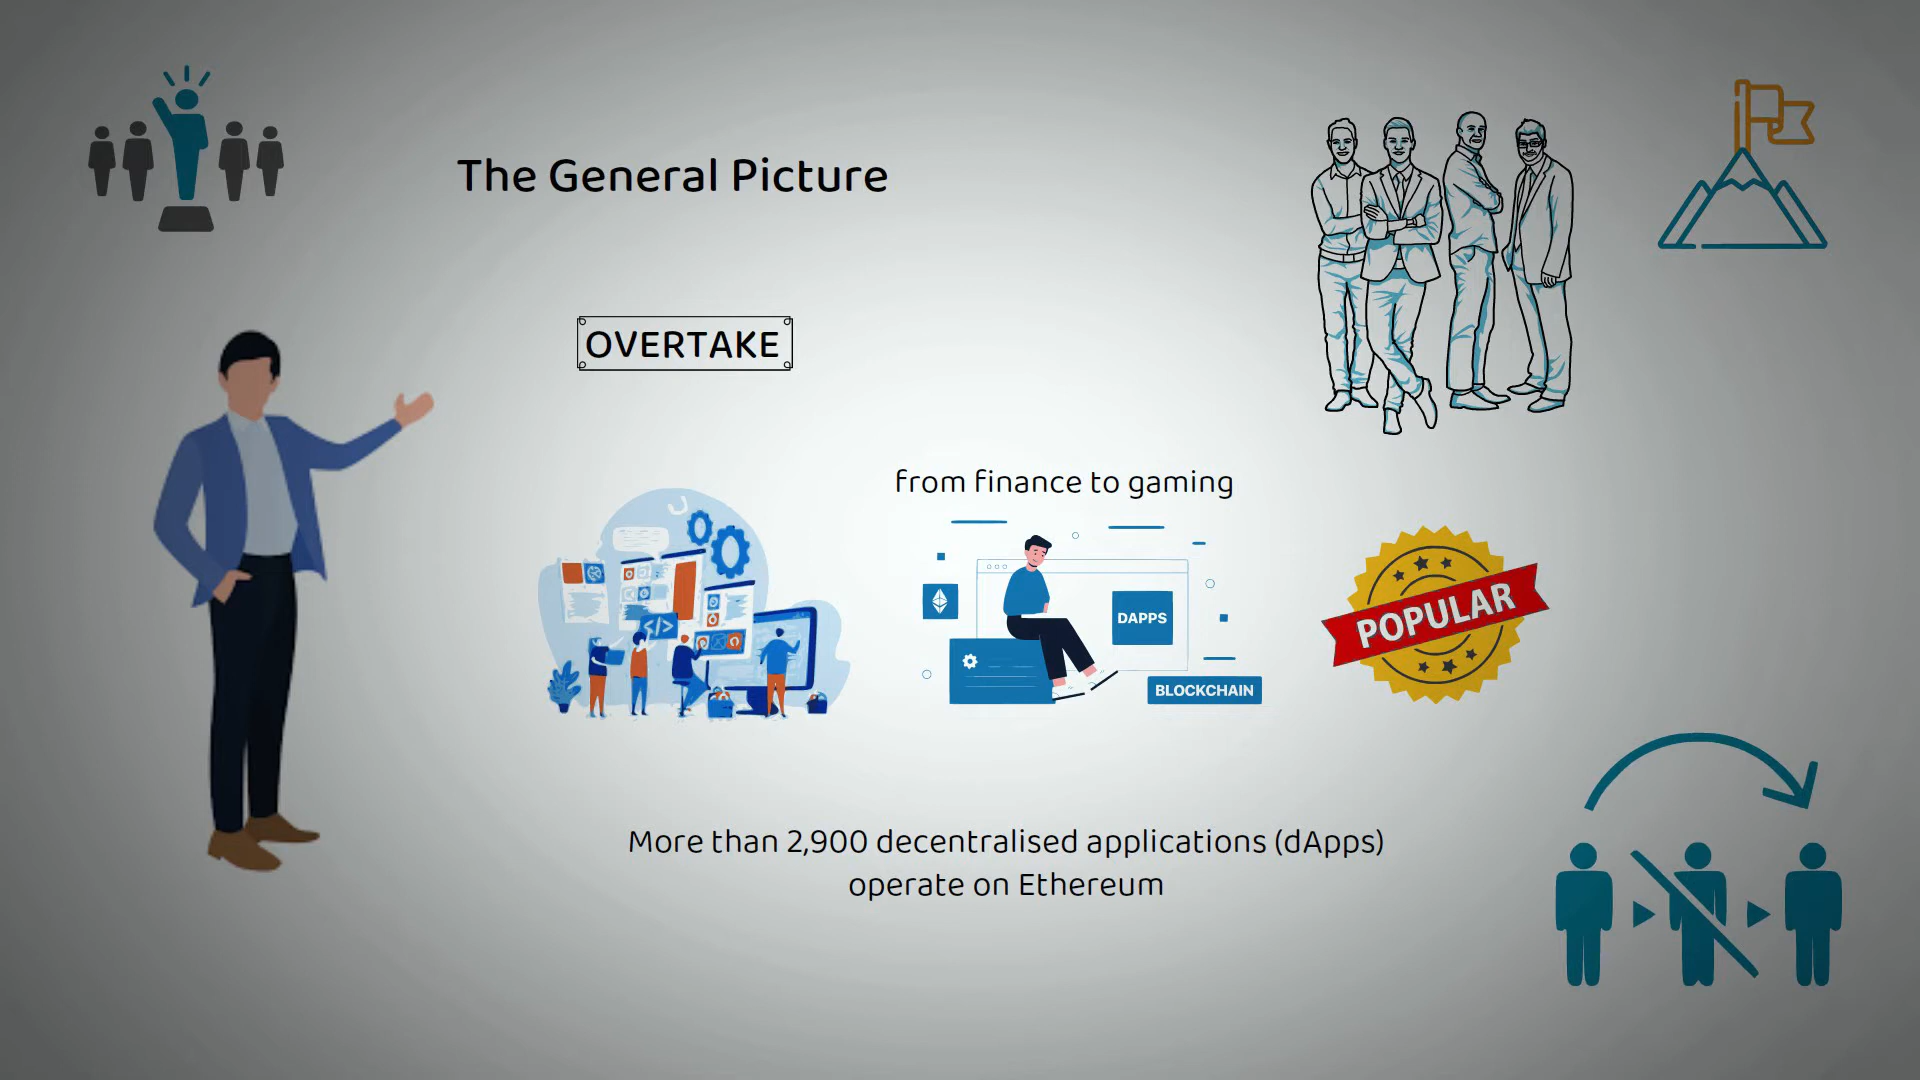 The General Picture
OVERTAKE
from finance to gaming
</>
DAPPS
BLOCKCHAIN
POPULAR
More than 2,900 decentralised applications (dApps)
operate on Ethereum